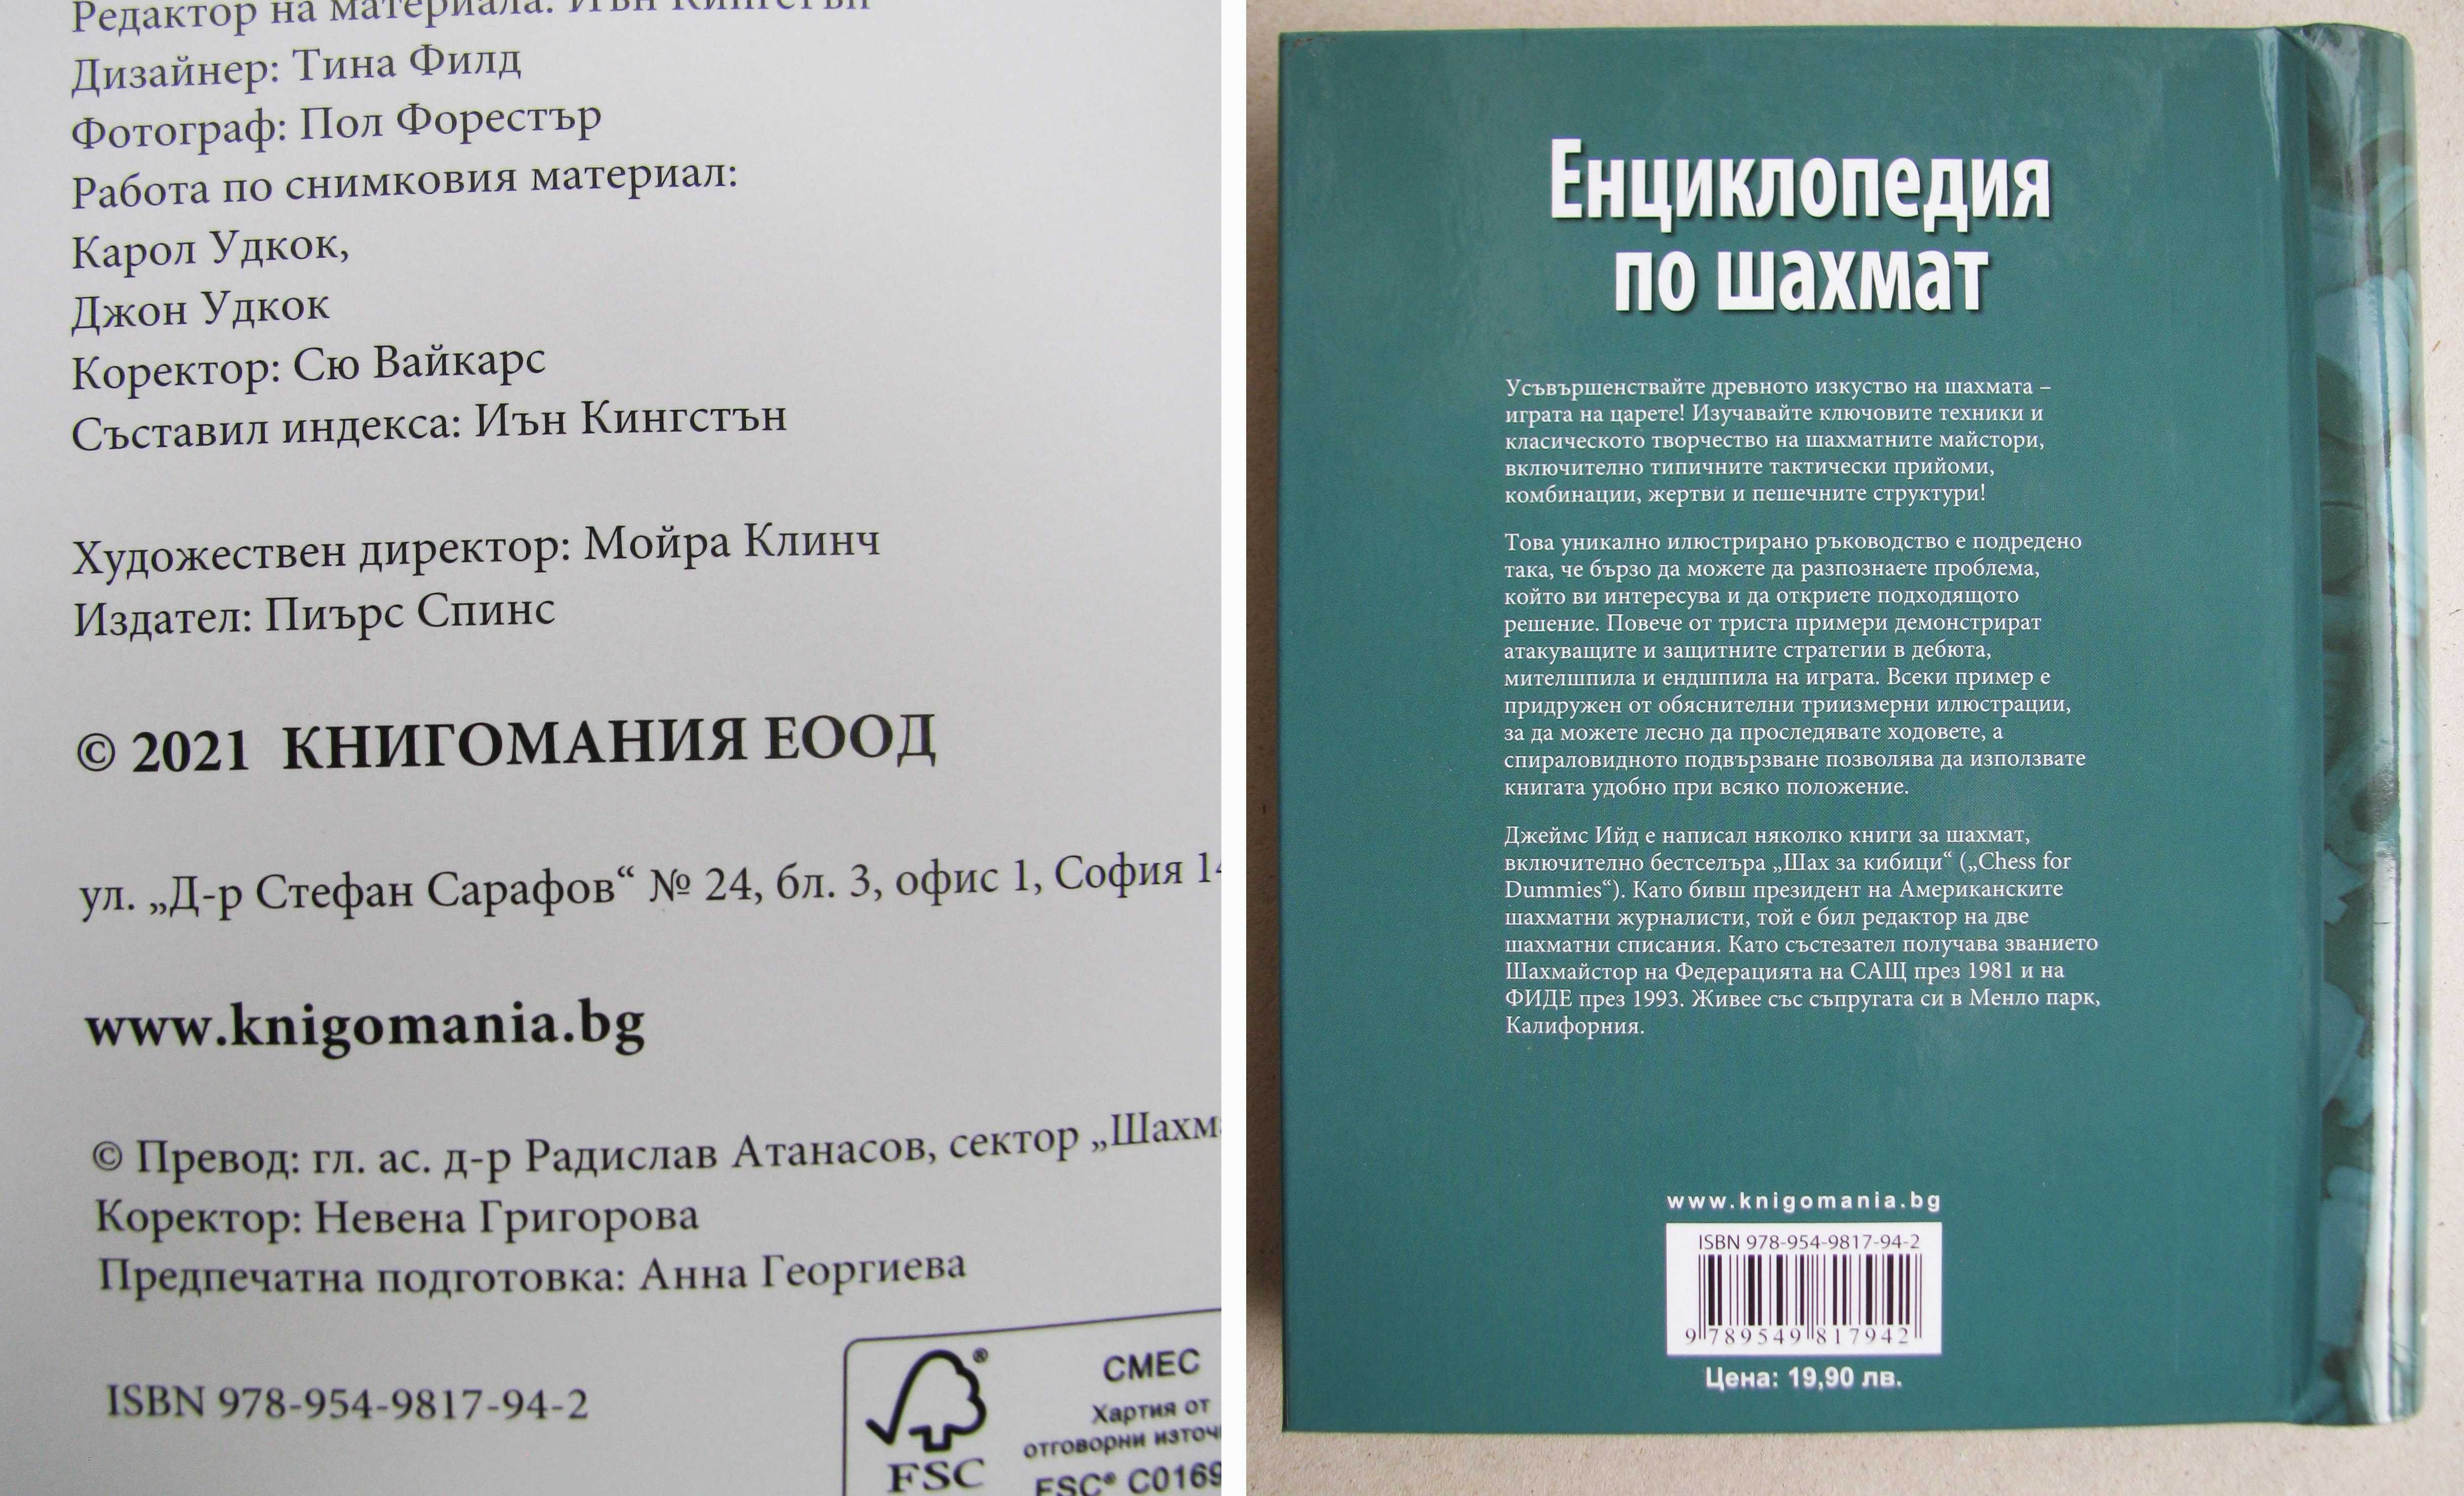 Редактор на материала: Иън Кингстън
Дизайнер: Тина Филд
Фотограф: Пол Форестър
Работа по снимковия материал:
Карол Удкок,
Джон Удкок
Коректор: Сю Вайкарс
Съставил индекса: Иън Кингстън
Художествен директор: Мойра Клинч
Издател: Пиърс Спинс
© 2021 КНИГОМАНИЯ ЕООД
ул. „Д-р Стефан Сарафов“ № 24, бл. 3, офис 1, София
www.knigomania.bg
© Превод: гл. ас. д-р Радислав Атанасов, сектор
Коректор: Невена Григорова
Предпечатна подготовка: Анна Георгиева
ISBN 978-954-9817-94-2
СМЕС
Хартия от
отговорни
FSC
FSC® C0169
Енциклопедия
по шахмат
Усъвършенствайте древното изкуство на шахмата –
играта на царете! Изучавайте ключовите техники и
класическото творчество на шахматните майстори,
включително типичните тактически прийоми,
комбинации, жертви и пешечните структури!
Това уникално илюстрирано ръководство е подредено
така, че бързо да можете да разпознаете проблема,
който ви интересува и да откриете подходящото
решение. Повече от триста примери демонстрират
атакуващите и защитните стратегии в дебюта,
мителшпила и ендшпила на играта. Всеки пример е
придружен от обяснителни триизмерни илюстрации,
за да можете лесно да проследявате ходовете, а
спираловидното подвързване позволява да използвате
книгата удобно при всяко положение.
Джеймс Ийд е написал няколко книги за шахмат,
включително бестселъра „Шах за кибици“ („Chess for
Dummies“). Като бивш президент на Американските
шахматни журналисти, той е бил редактор на две
шахматни списания. Като състезател получава званието
Шахмайстор на Федерацията на САЩ през 1981 и на
ФИДЕ през 1993. Живее със съпругата си в Менло парк,
Калифорния.
www.knigomania.bg
ISBN 978-954-9817-94-2
9 789549 817942
Цена: 19,90 лв.